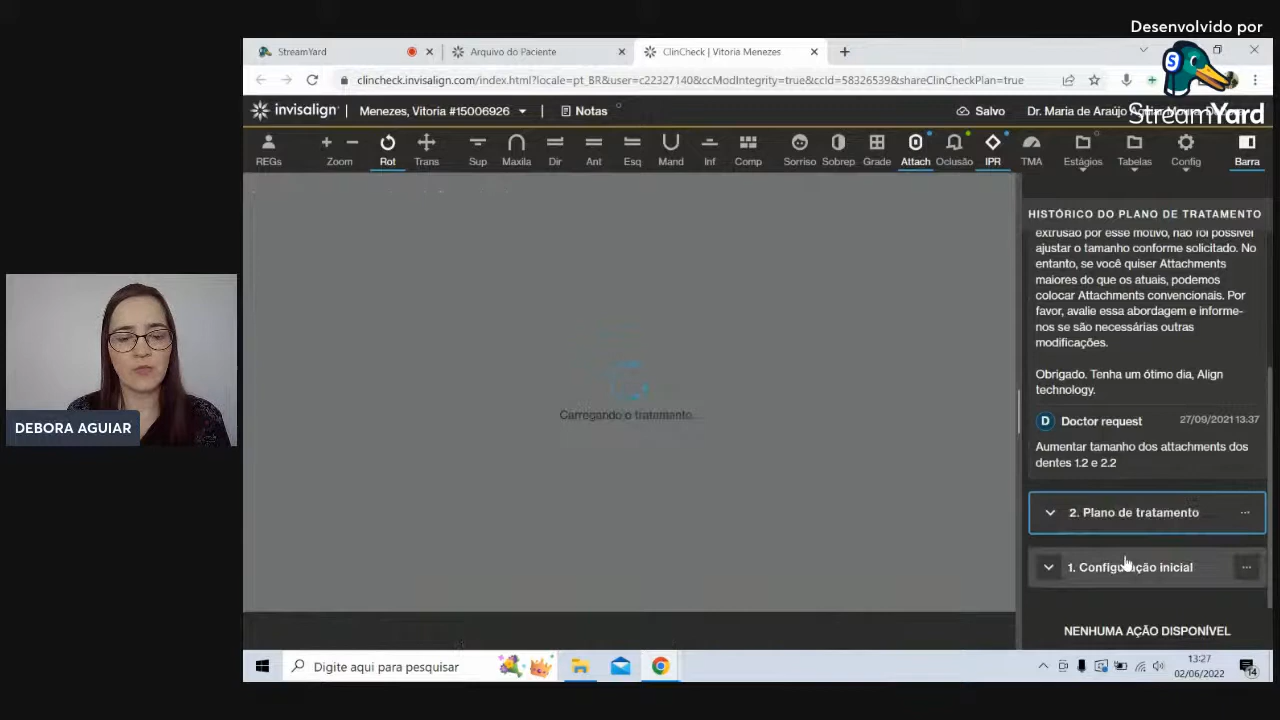 Desenvolvido por
StreamYard
StreamYard
Arquivo do Paciente
ClinCheck | Vitoria Menezes
clincheck.invisalign.com/index.html?locale=pt_BR&user=c22327140&ccModIntegrity=true&ccId=58326539&shareClinCheckPlan=true
invisalign
Menezes, Vitoria #15006926
Notas
Salvo
Dr. Maria de Araújo
REGs
Zoom
Rot
Trans
Sup
Maxila
Dir
Ant
Esq
Mand
Inf
Comp
Sorriso
Sobrep
Grade
Attach
Oclusão
IPR
TMA
Estágios
Tabelas
Config
Barra
HISTÓRICO DO PLANO DE TRATAMENTO
extrusão por esse motivo, não foi possível
ajustar o tamanho conforme solicitado. No
entanto, se você quiser Attachments
maiores do que os atuais, podemos
colocar Attachments convencionais. Por
favor, avalie essa abordagem e informe-
nos se são necessárias outras
modificações.
Obrigado. Tenha um ótimo dia, Align
technology.
D Doctor request 27/09/2021 13.37
Aumentar tamanho dos attachments dos
dentes 1.2 e 2.2
2. Plano de tratamento
1. Configuração inicial
NENHUMA AÇÃO DISPONÍVEL
Carregando o tratamento...
DEBORA AGUIAR
Digite aqui para pesquisar
13:27
02/06/2022
14